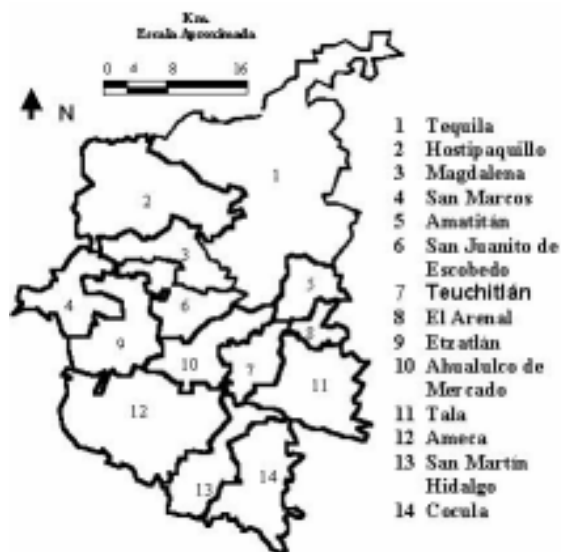 Km.
Escala Aproximada
0 4 8 16
N
1 Tequila
2 Hostipaquillo
3 Magdalena
4 San Marcos
5 Amatitán
6 San Juanito de
Escobedo
7 Teuchitlán
8 El Arenal
9 Etzatlán
10 Ahualulco de
Mercado
11 Tala
12 Ameca
13 San Martín
Hidalgo
14 Cocula
1
2
3
4
5
6
7
8
9
10
11
12
13
14